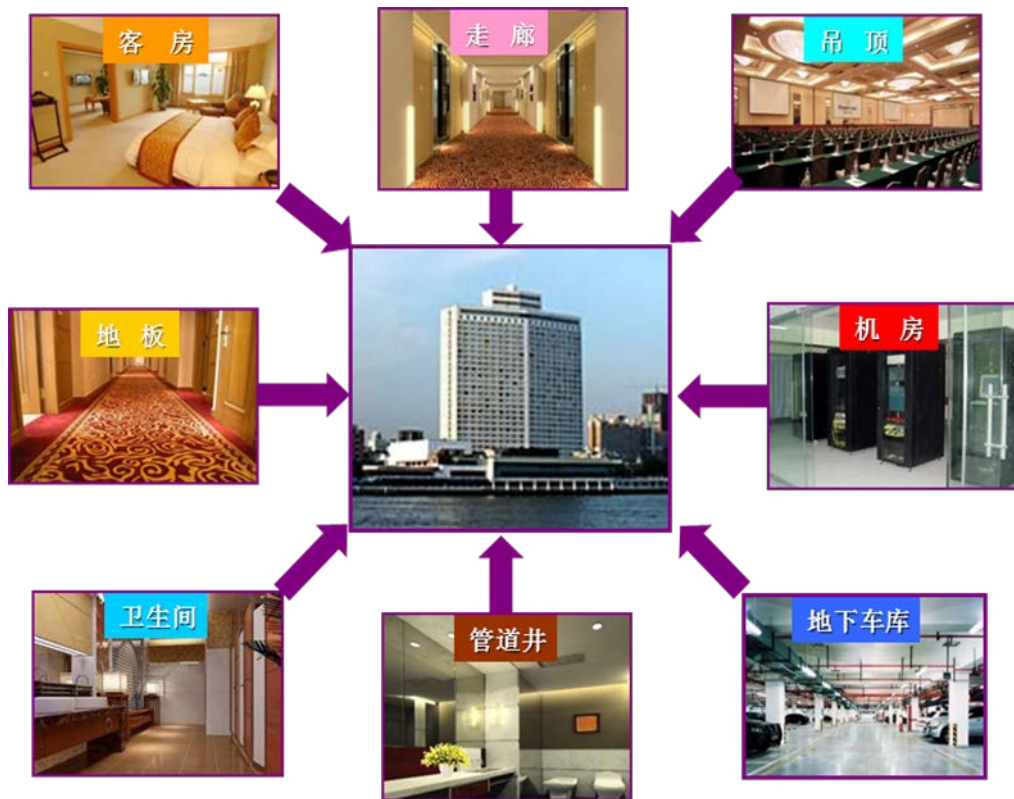 客 房
走 廊
吊 顶
地 板
机 房
卫生间
管道井
地下车库